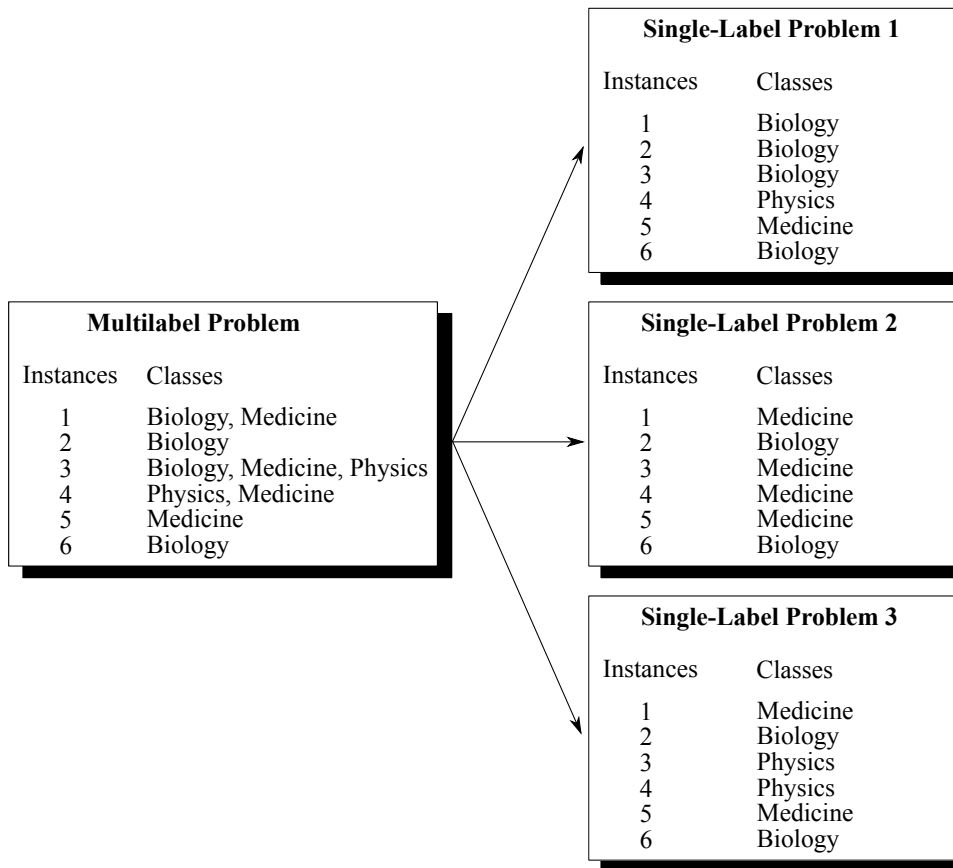 Single-Label Problem 1
Instances Classes
1 Biology
2 Biology
3 Biology
4 Physics
5 Medicine
6 Biology
Multilabel Problem
Instances Classes
1 Biology, Medicine
2 Biology
3 Biology, Medicine, Physics
4 Physics, Medicine
5 Medicine
6 Biology
Single-Label Problem 2
Instances Classes
1 Medicine
2 Biology
3 Medicine
4 Medicine
5 Medicine
6 Biology
Single-Label Problem 3
Instances Classes
1 Medicine
2 Biology
3 Physics
4 Physics
5 Medicine
6 Biology